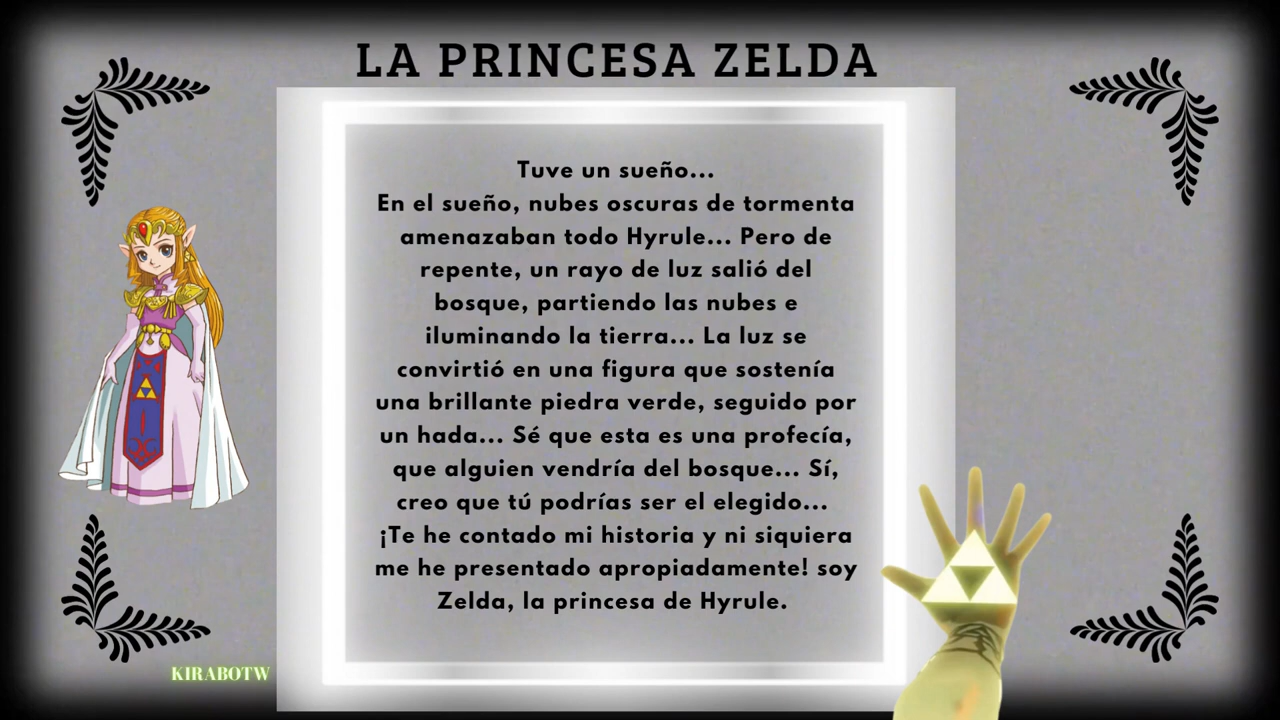 LA PRINCESA ZELDA
Tuve un sueño...
En el sueño, nubes oscuras de tormenta
amenazaban todo Hyrule... Pero de
repente, un rayo de luz salió del
bosque, partiendo las nubes e
iluminando la tierra... La luz se
convirtió en una figura que sostenía
una brillante piedra verde, seguido por
un hada... Sé que esta es una profecía,
que alguien vendría del bosque... Sí,
creo que tú podrías ser el elegido...
¡Te he contado mi historia y ni siquiera
me he presentado apropiadamente! soy
Zelda, la princesa de Hyrule.
KIRABOTW